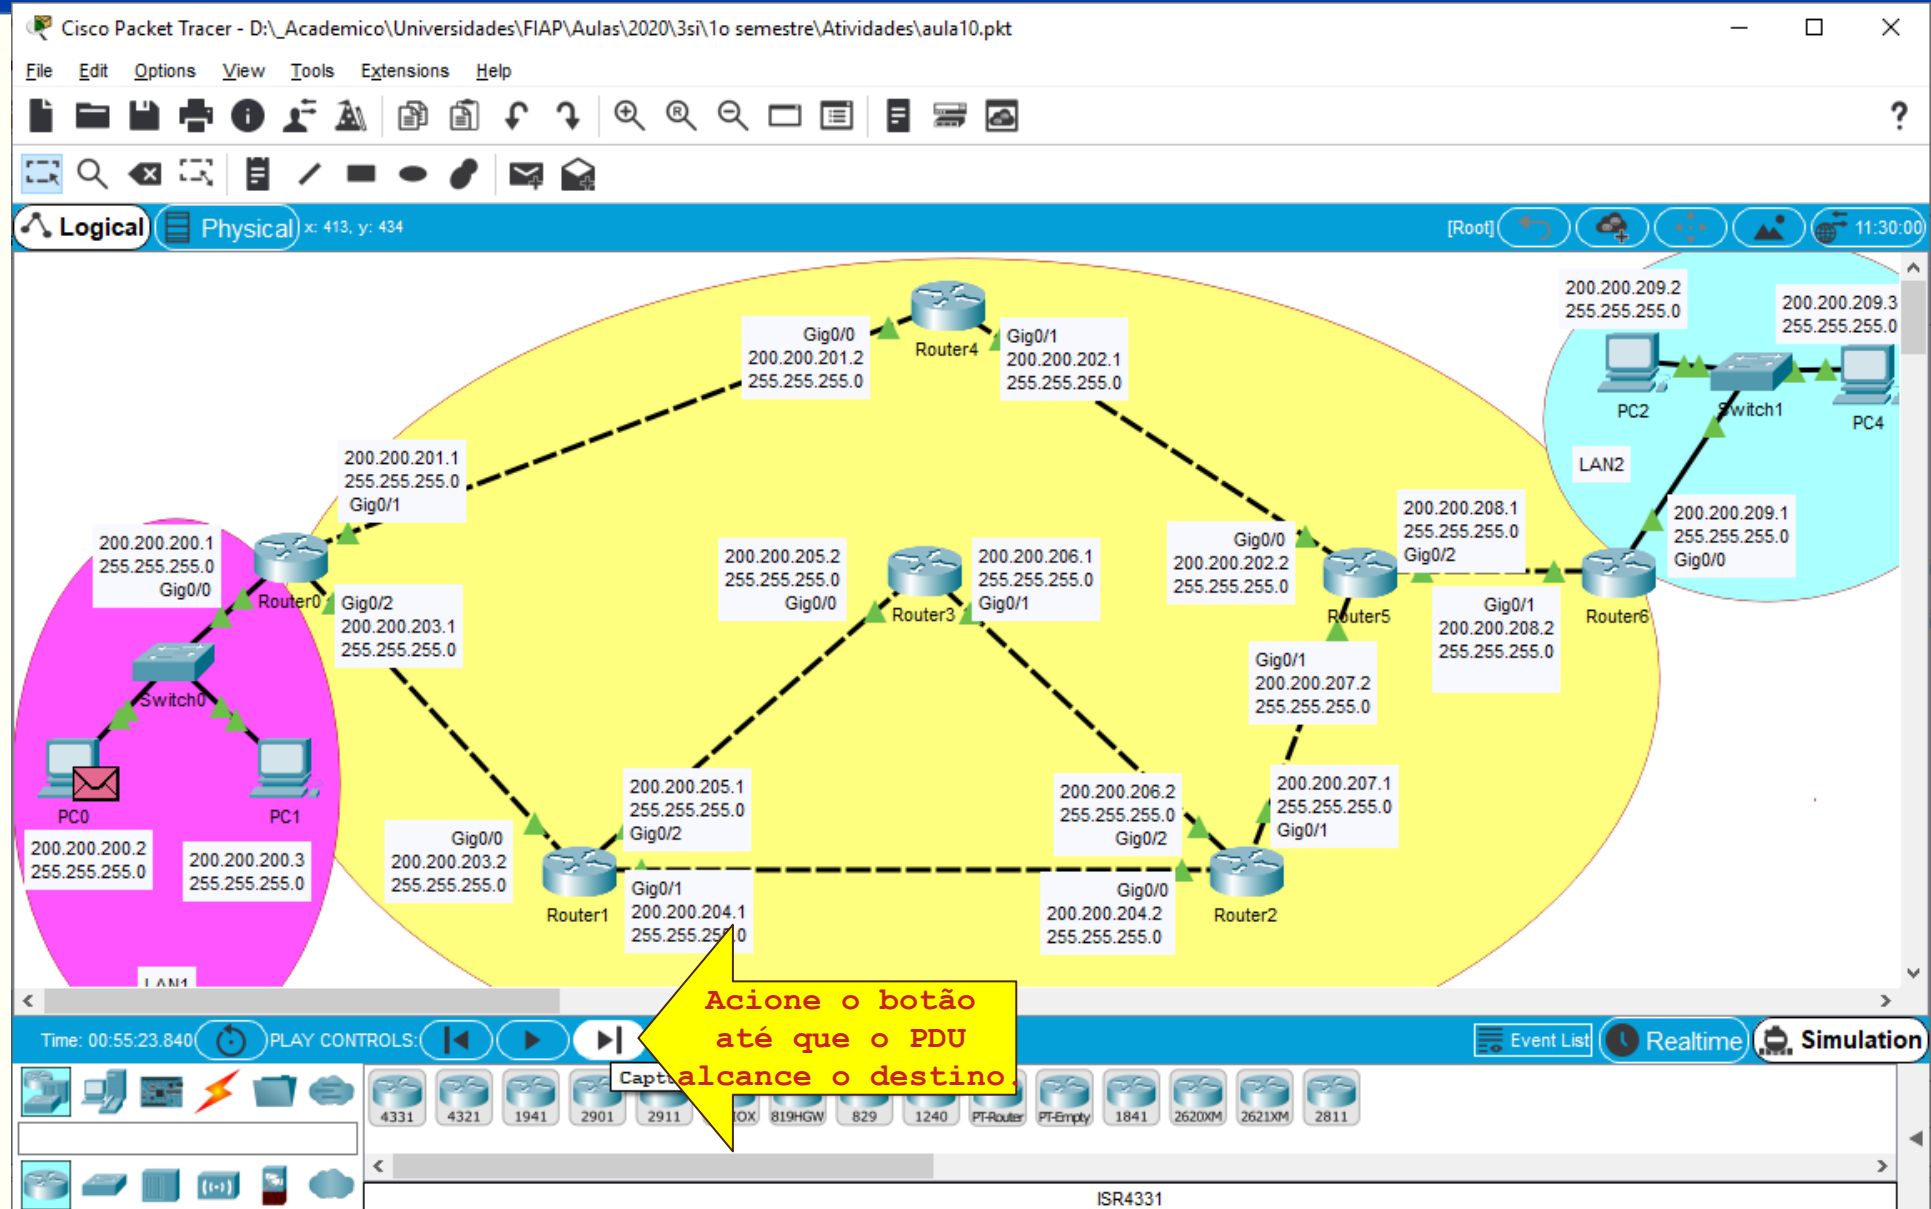 Cisco Packet Tracer - D:\_Academico\Universidades\FIAP\Aulas\2020\3si\1o semestre\Atividades\aula10.pkt
File Edit Options View Tools Extensions Help
?
Logical Physical x: 413, y: 434 [Root] 11:30:00
200.200.209.2
255.255.255.0
200.200.209.3
255.255.255.0
Gig0/0
200.200.201.2
255.255.255.0
Router4
Gig0/1
200.200.202.1
255.255.255.0
PC2
Switch1
PC4
LAN2
200.200.201.1
255.255.255.0
Gig0/1
200.200.200.1
255.255.255.0
Gig0/0
Router0
Gig0/2
200.200.203.1
255.255.255.0
200.200.205.2
255.255.255.0
Gig0/0
Router3
200.200.206.1
255.255.255.0
Gig0/1
Gig0/0
200.200.202.2
255.255.255.0
200.200.208.1
255.255.255.0
Gig0/2
Router5
Gig0/1
200.200.208.2
255.255.255.0
Router6
200.200.209.1
255.255.255.0
Gig0/0
Gig0/1
200.200.207.2
255.255.255.0
Switch0
PC0
PC1
200.200.200.2
255.255.255.0
200.200.200.3
255.255.255.0
LAN1
Gig0/0
200.200.203.2
255.255.255.0
200.200.205.1
255.255.255.0
Gig0/2
Router1
Gig0/1
200.200.204.1
255.255.255.0
200.200.206.2
255.255.255.0
Gig0/2
200.200.207.1
255.255.255.0
Gig0/1
Gig0/0
200.200.204.2
255.255.255.0
Router2
Acione o botão
até que o PDU
alcance o destino.
Time: 00:55:23.840 PLAY CONTROLS: Event List Realtime Simulation
4331 4321 1941 2901 2911 819HGW 829 1240 PT-Router PT-Empty 1841 2620XM 2621XM 2811
ISR4331